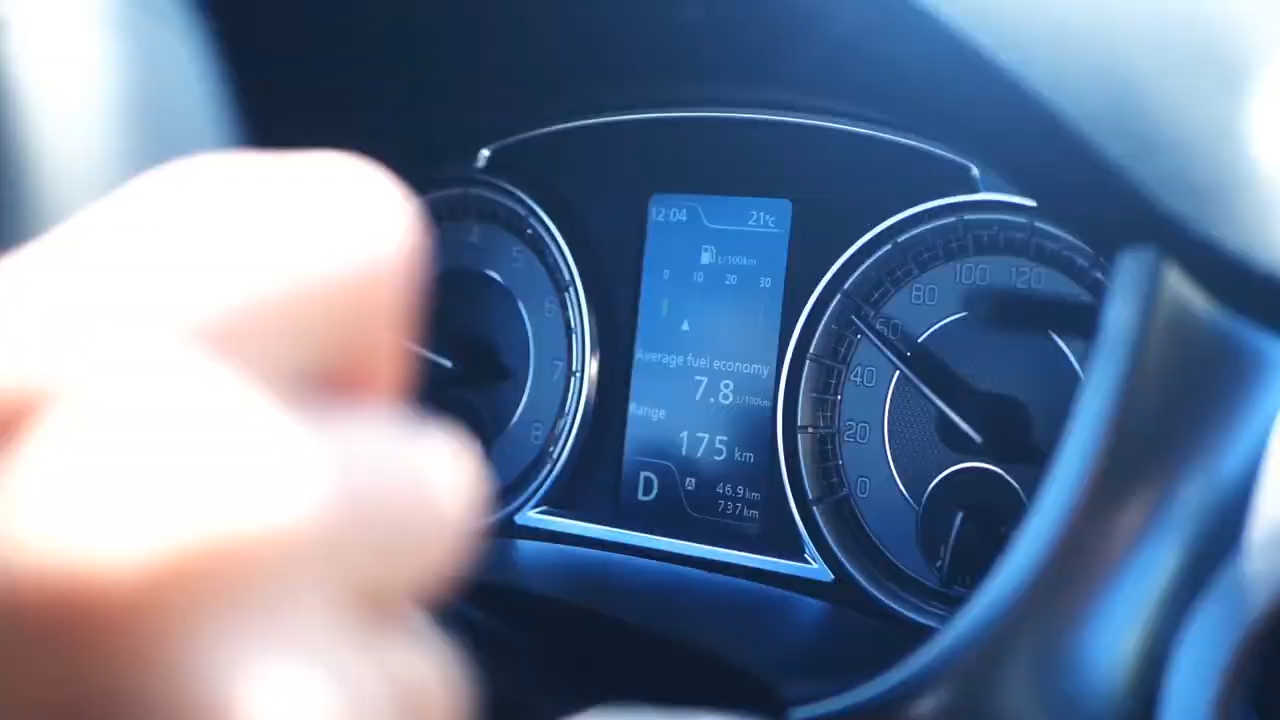 12:04 21°C
L/100km
0 10 20 30
Average fuel economy
7.8 L/100km
Range
175 km
D A 46.9 km
737 km
4
5
6
7
8
120
100
80
60
40
20
0